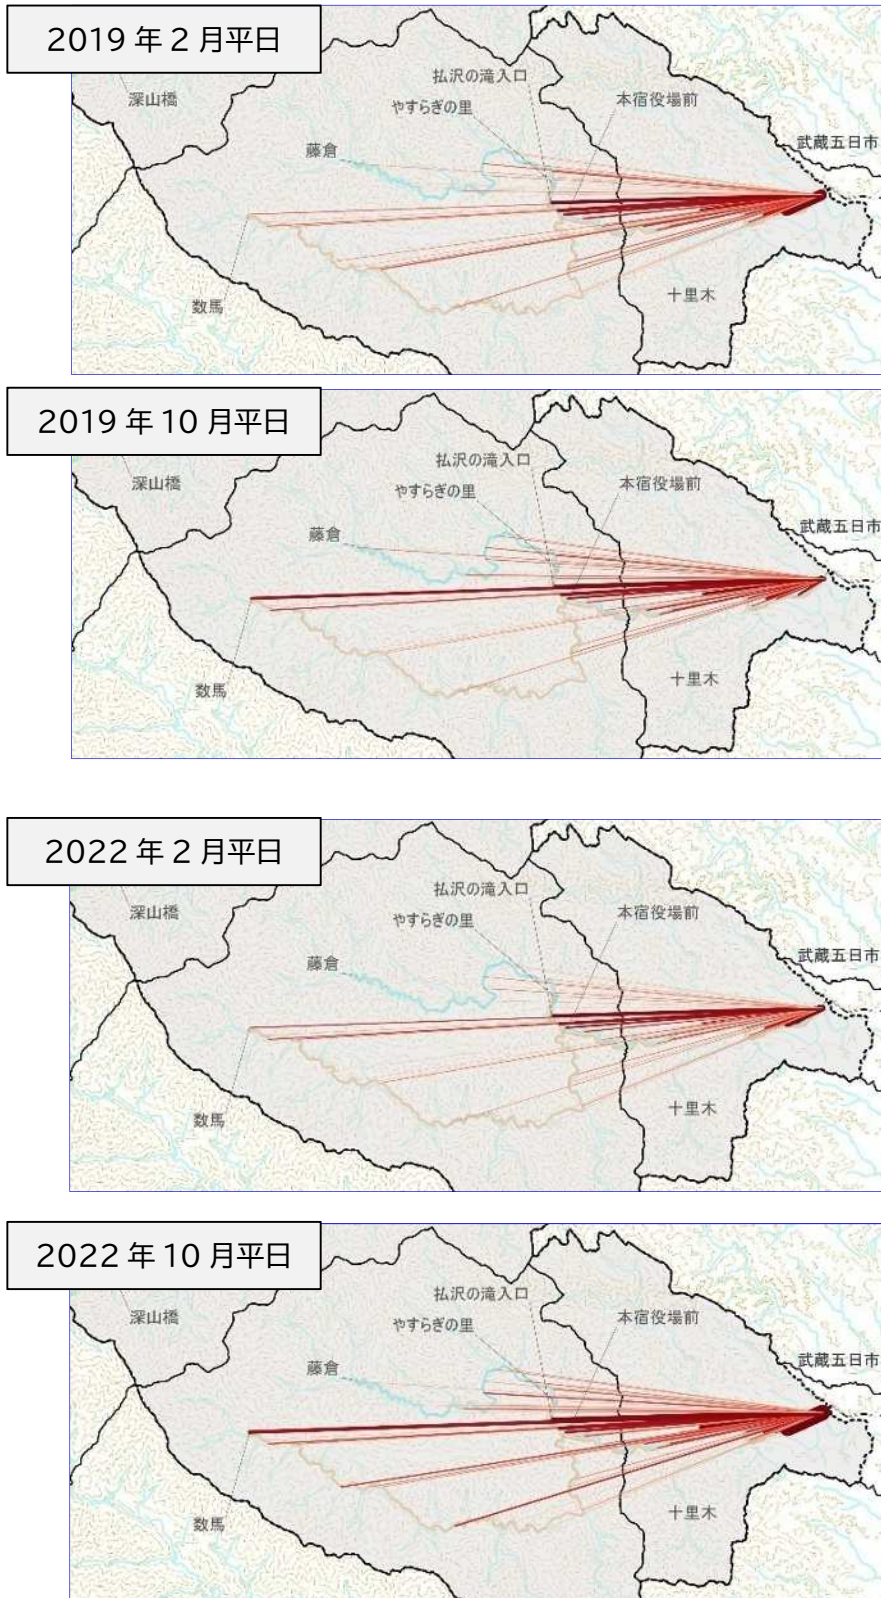 2019年2月平日
払沢の滝入口
深山橋
やすらぎの里
本宿役場前
武蔵五日市
藤倉
数馬
十里木
2019年10月平日
払沢の滝入口
深山橋
やすらぎの里
本宿役場前
武蔵五日市
藤倉
数馬
十里木
2022年2月平日
払沢の滝入口
深山橋
やすらぎの里
本宿役場前
武蔵五日市
藤倉
数馬
十里木
2022年10月平日
払沢の滝入口
深山橋
やすらぎの里
本宿役場前
武蔵五日市
藤倉
数馬
十里木